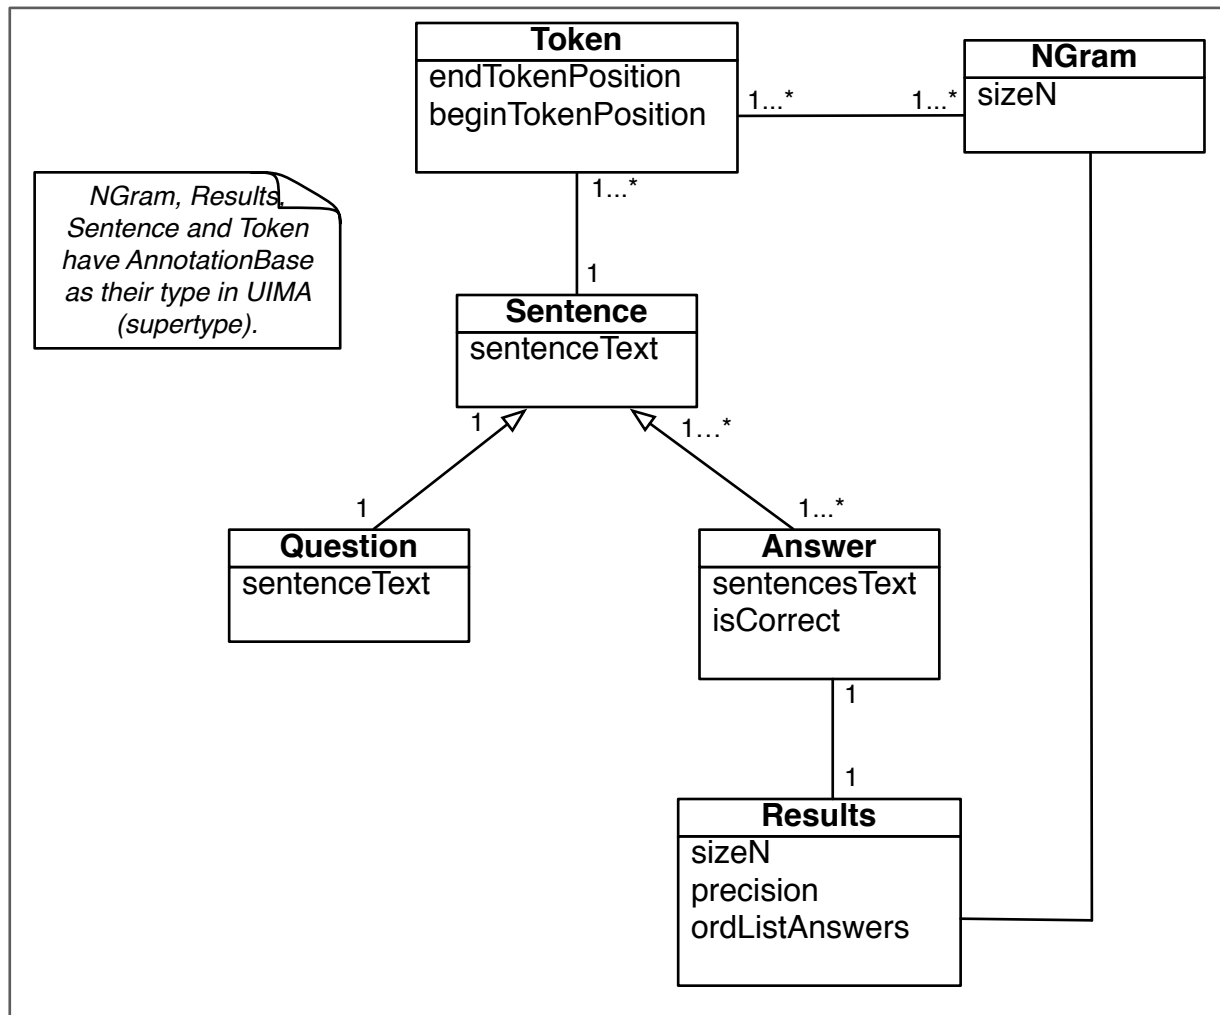 Token
endTokenPosition
beginTokenPosition
1...*
1...*
NGram
sizeN
NGram, Results,
Sentence and Token
have AnnotationBase
as their type in UIMA
(supertype).
1...*
1
Sentence
sentenceText
1
1...*
1
1...*
Question
sentenceText
Answer
sentencesText
isCorrect
1
1
Results
sizeN
precision
ordListAnswers